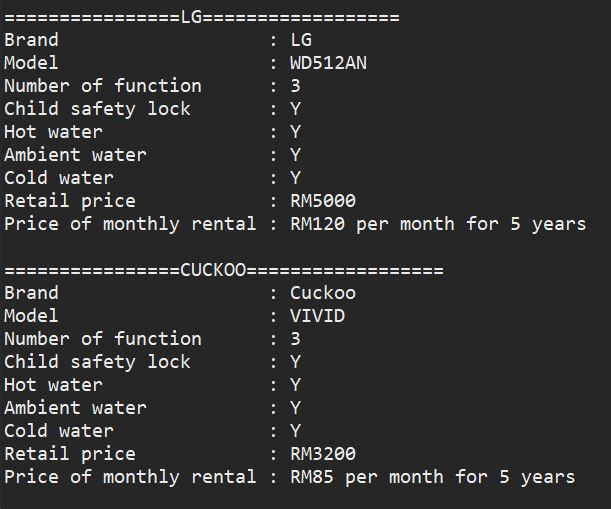 ================LG==================
Brand                   : LG
Model                   : WD512AN
Number of function      : 3
Child safety lock       : Y
Hot water               : Y
Ambient water           : Y
Cold water              : Y
Retail price            : RM5000
Price of monthly rental : RM120 per month for 5 years
================CUCKOO==================
Brand                   : Cuckoo
Model                   : VIVID
Number of function      : 3
Child safety lock       : Y
Hot water               : Y
Ambient water           : Y
Cold water              : Y
Retail price            : RM3200
Price of monthly rental : RM85 per month for 5 years